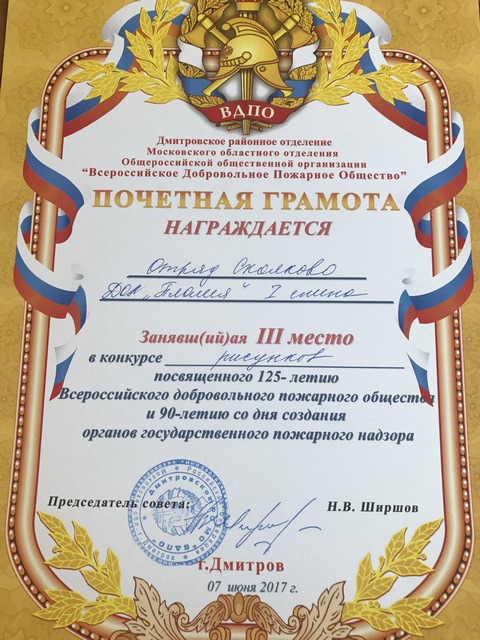 ВДПО
Дмитровское районное отделение
Московского областного отделения
Общероссийской общественной организации
“Всероссийское Добровольное Пожарное Общество”
ПОЧЕТНАЯ ГРАМОТА
НАГРАЖДАЕТСЯ
Отряд Сколково
ДОЛ „Пламя“ I смена
Занявш(ий)ая III место
в конкурсе рисунков
посвященного 125- летию
Всероссийского добровольного пожарного общества
и 90-летию со дня создания
органов государственного пожарного надзора
Председатель совета: Н.В. Ширшов
г.Дмитров
07 июня 2017 г.